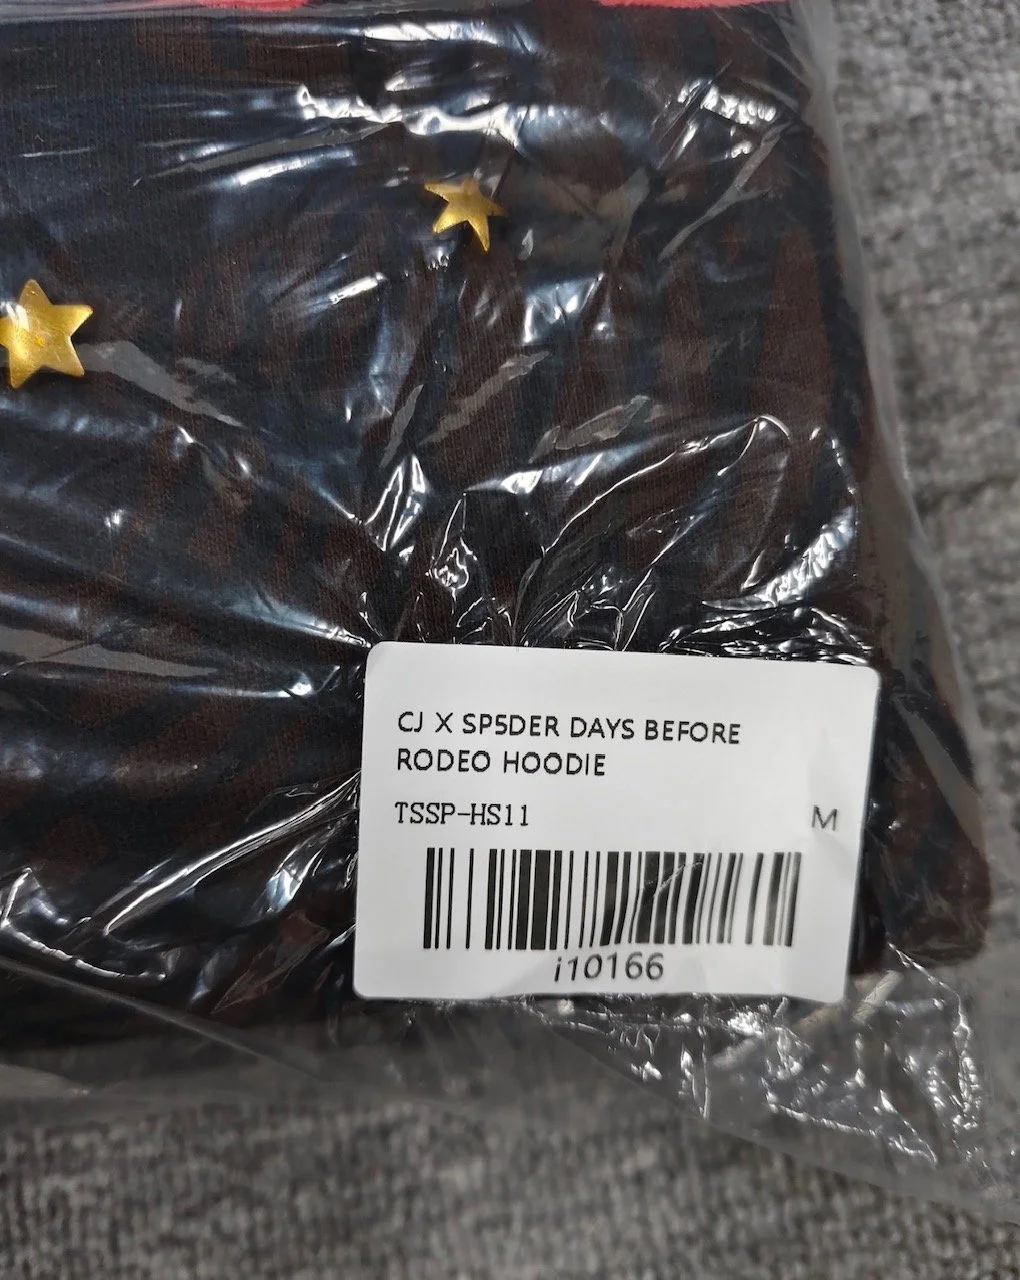 CJ X SP5DER DAYS BEFORE
RODEO HOODIE
TSSP-HS11
M
i10166